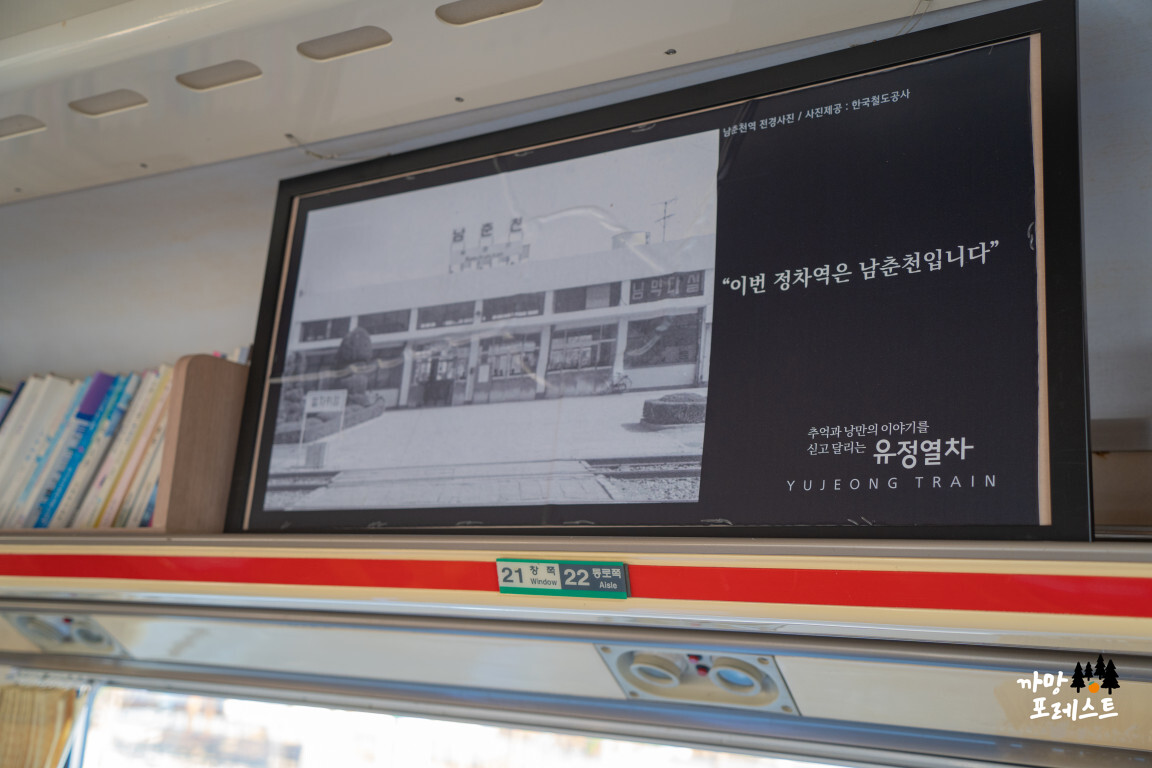 남춘천역 전경사진 / 사진제공 : 한국철도공사
남 춘 천
"이번 정차역은 남춘천입니다"
추억과 낭만의 이야기를
싣고 달리는 유정열차
YUJEONG TRAIN
21 창 쪽 Window 22 통로쪽 Aisle
까망
포레스트